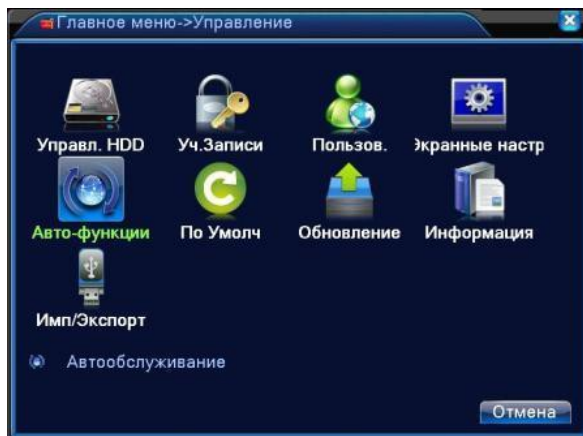 Главное меню->Управление
Управл. HDD Уч.Записи Пользов. Экранные настр
Авто-функции По Умолч Обновление Информация
Имп/Экспорт
Автообслуживание
Отмена